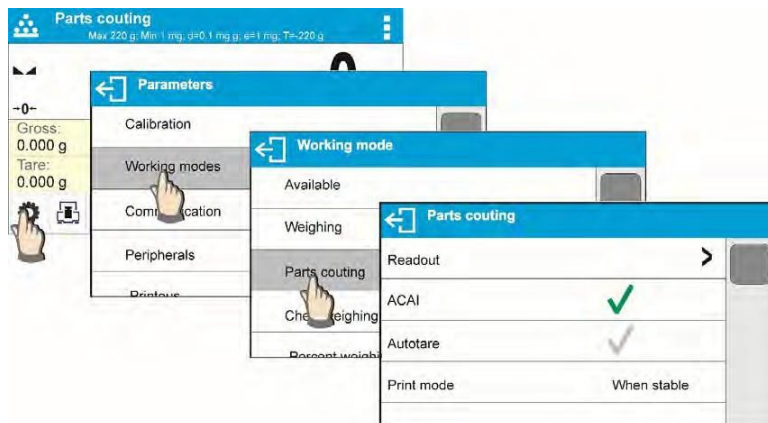 Parts couting
Max 220 g; Min 1 mg; d=0.1 mg g; e=1 mg; T=-220 g
→0←
Gross:
0.000 g
Tare:
0.000 g
Parameters
Calibration
Working modes
Peripherals
Working mode
Available
Weighing
Parts couting
Parts couting
Readout
ACAI
Autotare
Print mode
When stable